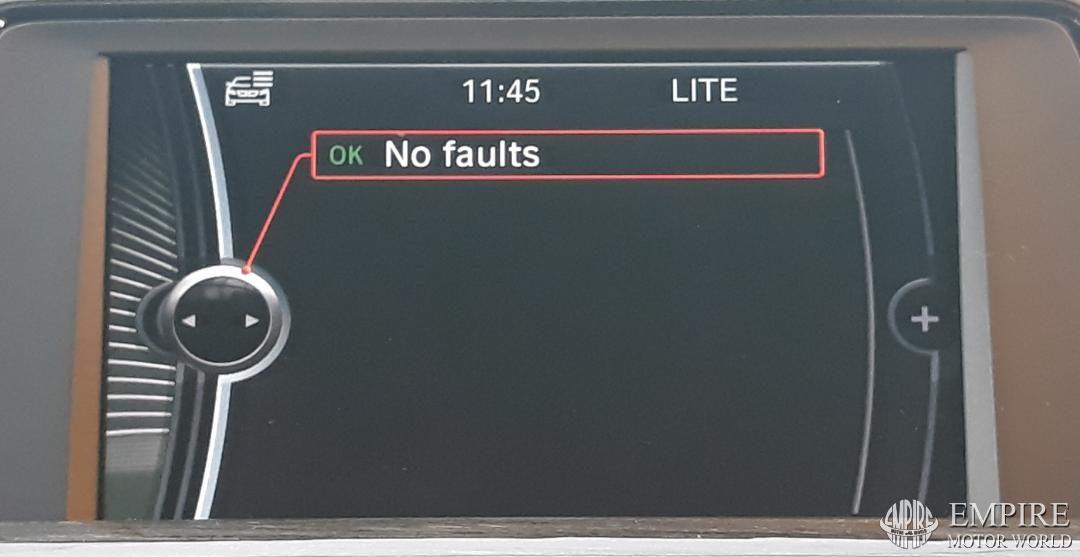 11:45 LITE
OK No faults
+
EMPIRE
MOTOR WORLD